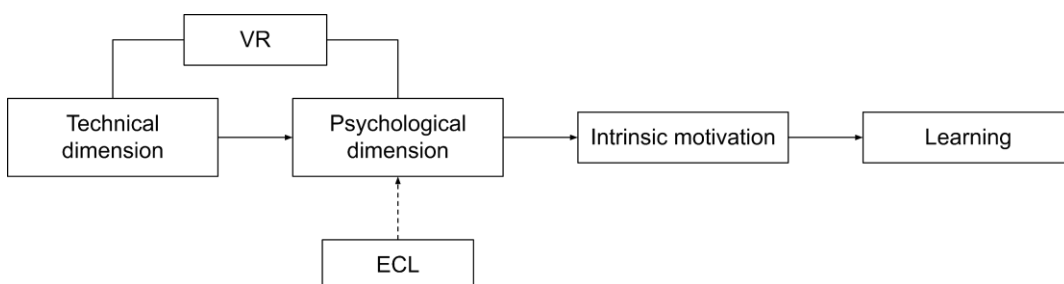 VR
Technical
dimension
Psychological
dimension
Intrinsic motivation
Learning
ECL